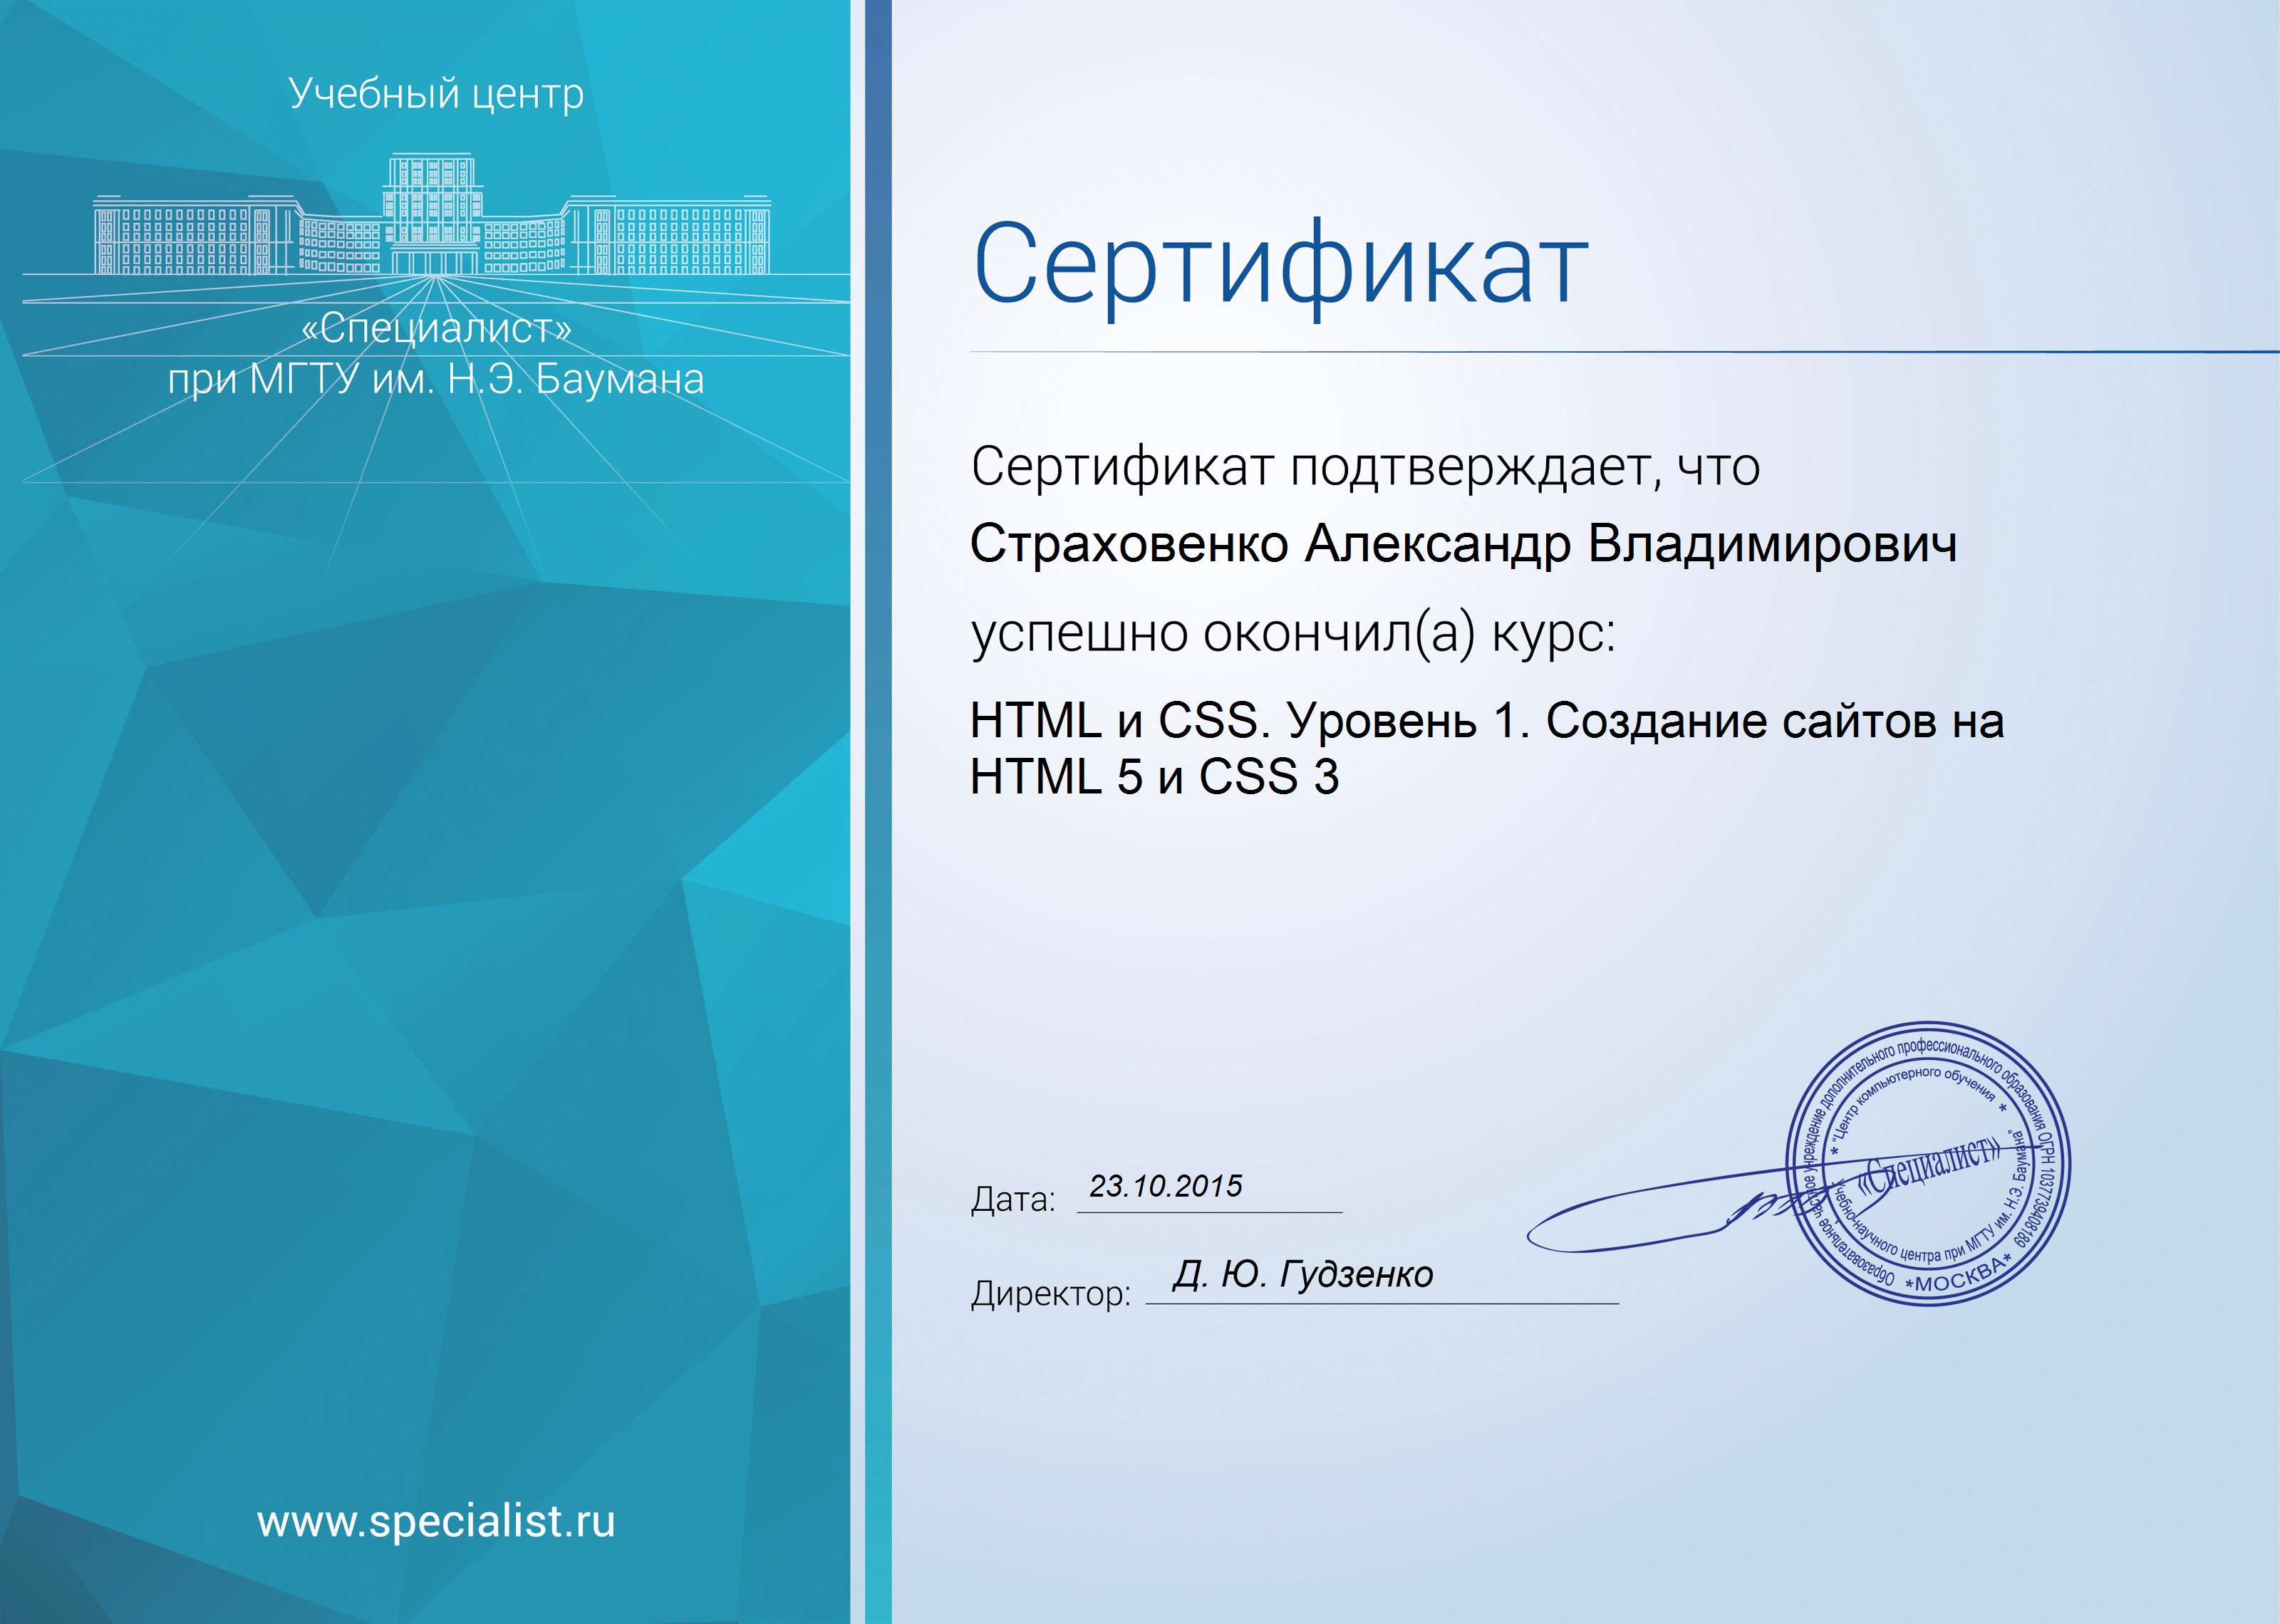 Учебный центр
«Специалист»
при МГТУ им. Н.Э. Баумана
www.specialist.ru
Сертификат
Сертификат подтверждает, что
Страховенко Александр Владимирович
успешно окончил(а) курс:
HTML и CSS. Уровень 1. Создание сайтов на
HTML 5 и CSS 3
Дата: 23.10.2015
Директор: Д. Ю. Гудзенко
Образовательное частное учреждение дополнительного профессионального образования ОГРН 1037739408189
*МОСКВА*
* "Центр компьютерного обучения *
Учебно-научного центра при МГТУ им. Н.Э. Баумана"
«Специалист»